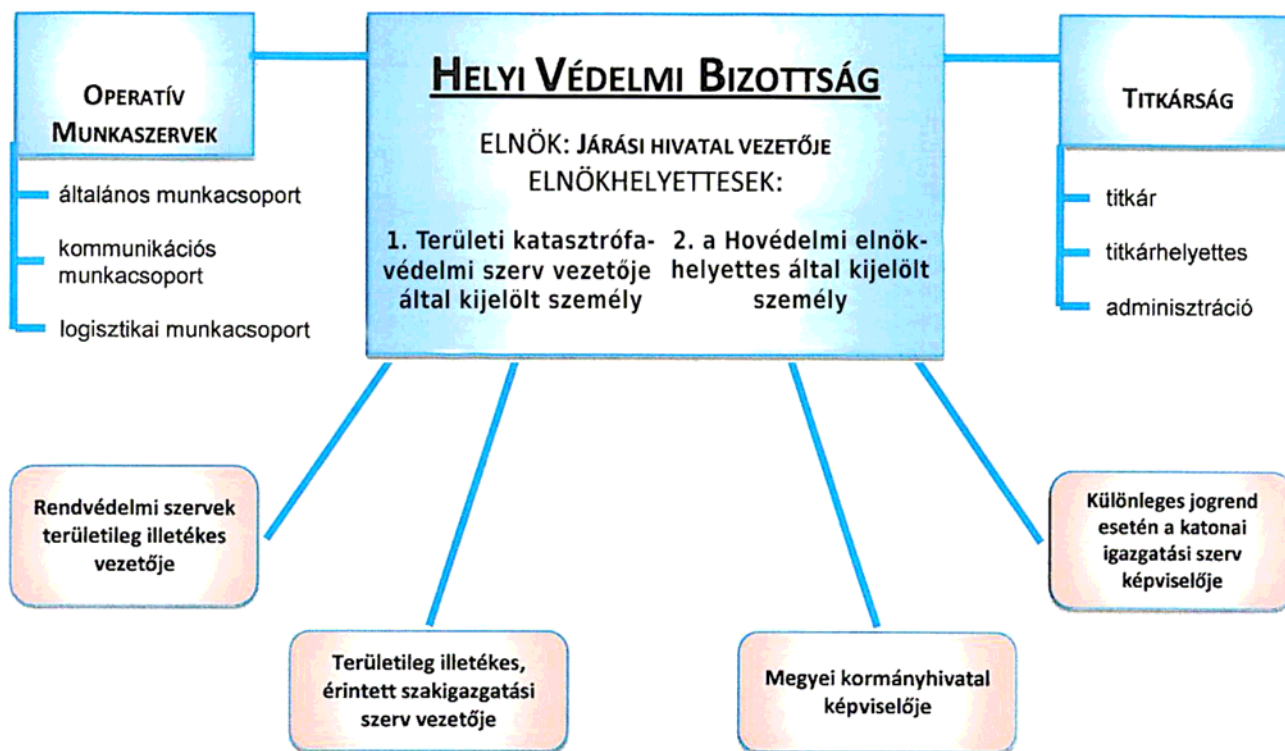 OPERATÍV
MUNKASZERVEK
általános munkacsoport
kommunikációs
munkacsoport
logisztikai munkacsoport
HELYI VÉDELMI BIZOTTSÁG
ELNÖK: JÁRÁSI HIVATAL VEZETŐJE
ELNÖKHELYETTESEK:
1. Területi katasztrófa-
védelmi szerv vezetője
által kijelölt személy
2. a Hovédelmi elnök-
helyettes által kijelölt
személy
TITKÁRSÁG
titkár
titkárhelyettes
adminisztráció
Rendvédelmi szervek
területileg illetékes
vezetője
Területileg illetékes,
érintett szakigazgatási
szerv vezetője
Megyei kormányhivatal
képviselője
Különleges jogrend
esetén a katonai
igazgatási szerv
képviselője